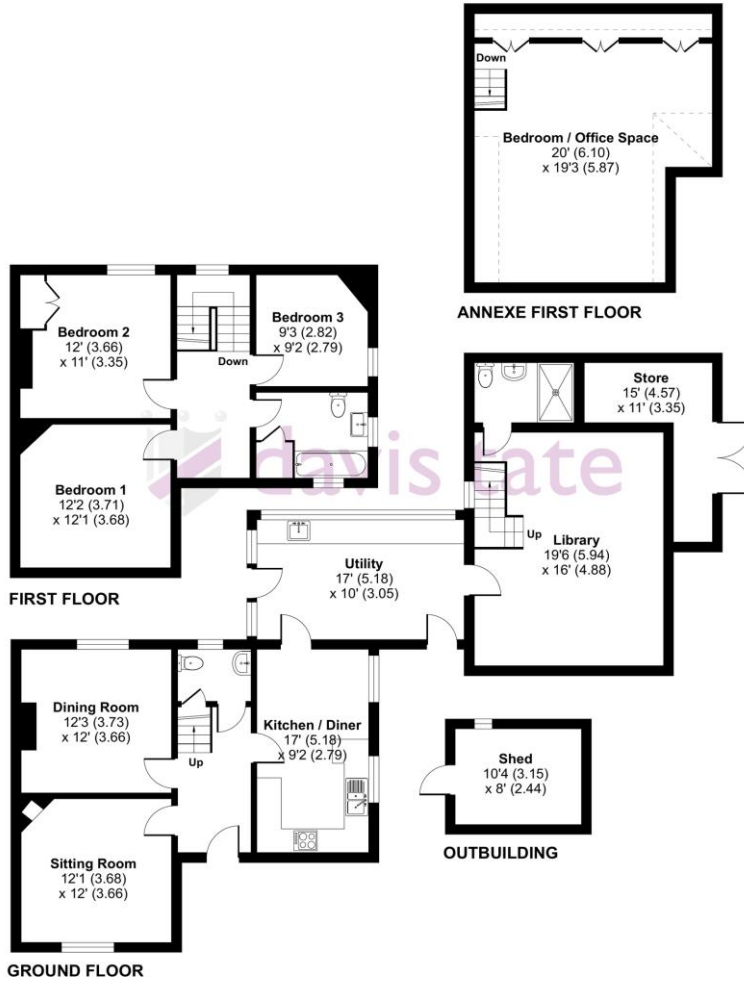 Down
Bedroom / Office Space
20' (6.10)
x 19'3 (5.87)
ANNEXE FIRST FLOOR
Bedroom 2
12' (3.66)
x 11' (3.35)
Down
Bedroom 3
9'3 (2.82)
x 9'2 (2.79)
Bedroom 1
12'2 (3.71)
x 12'1 (3.68)
FIRST FLOOR
davis tate
Store
15' (4.57)
x 11' (3.35)
Up
Library
19'6 (5.94)
x 16' (4.88)
Utility
17' (5.18)
x 10' (3.05)
Dining Room
12'3 (3.73)
x 12' (3.66)
Up
Kitchen / Diner
17' (5.18)
x 9'2 (2.79)
Sitting Room
12'1 (3.68)
x 12' (3.66)
GROUND FLOOR
Shed
10'4 (3.15)
x 8' (2.44)
OUTBUILDING